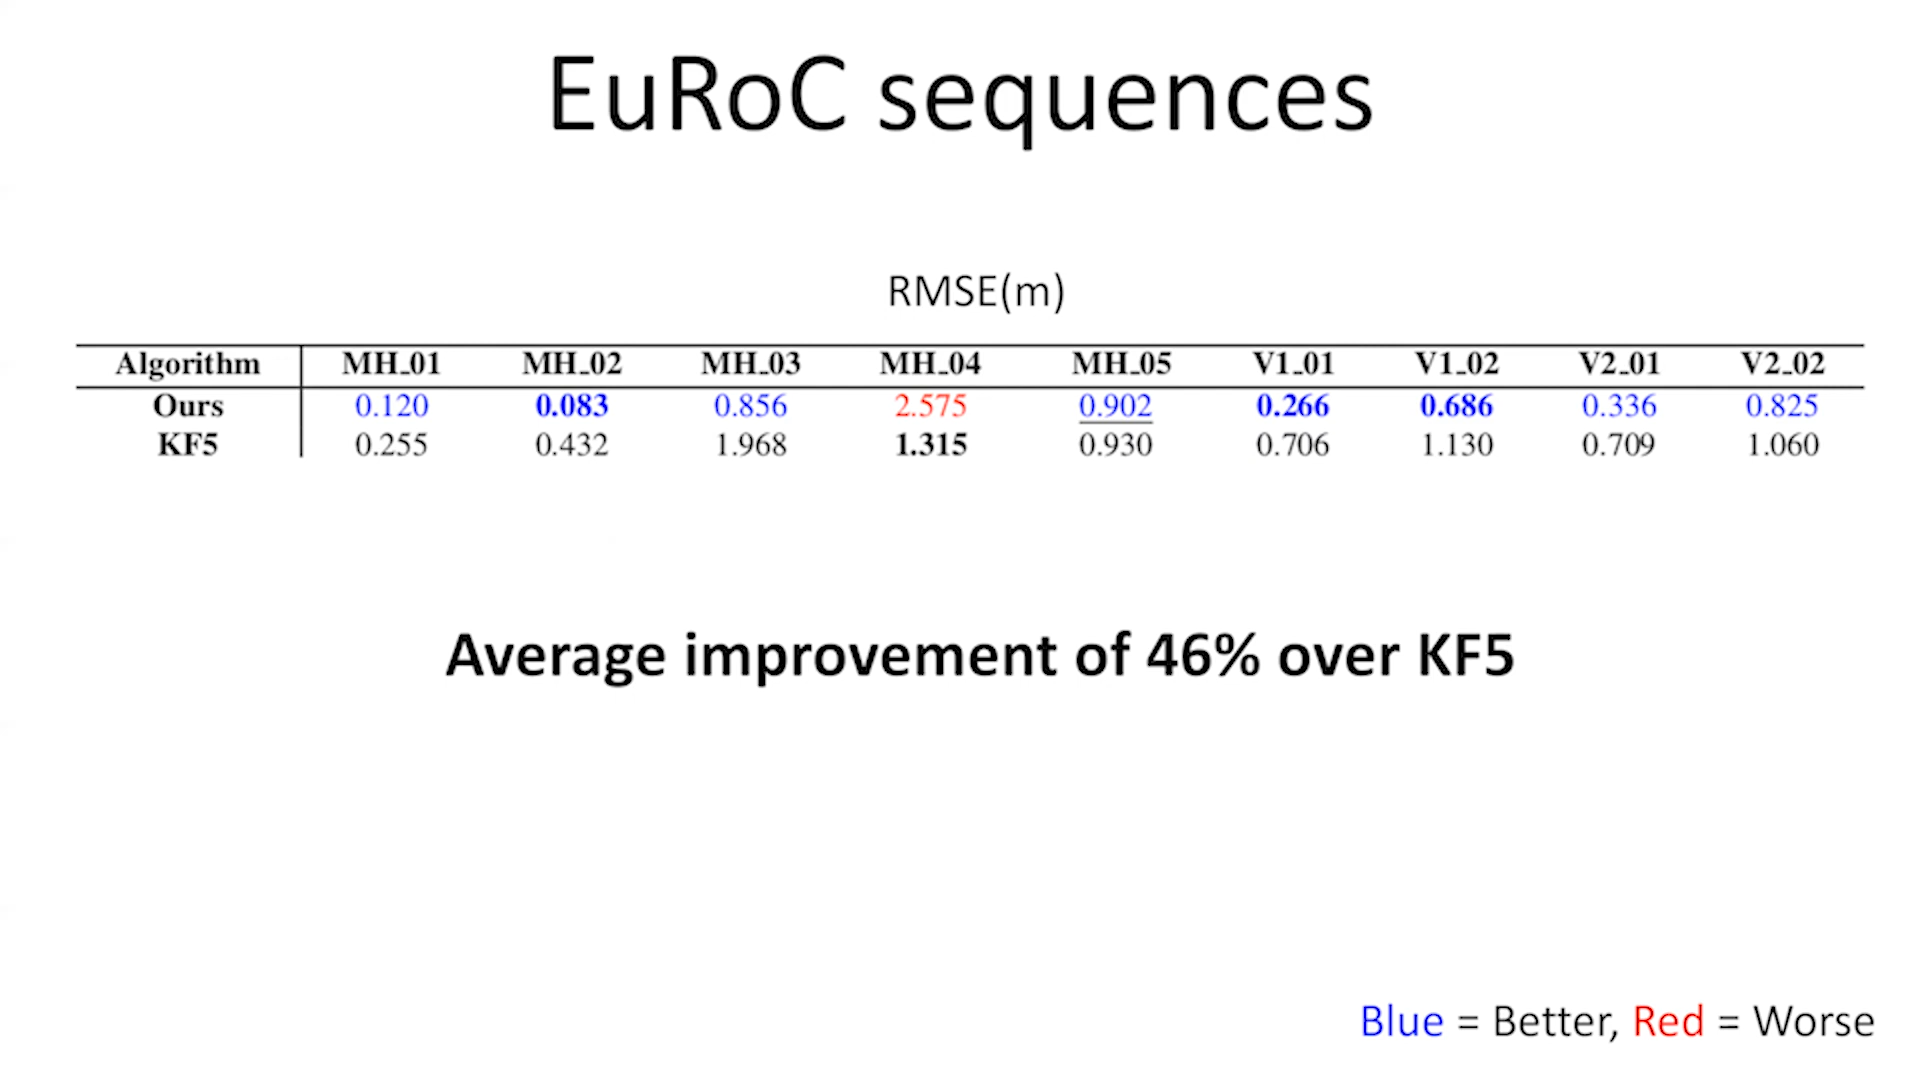 EuRoC sequences
RMSE(m)
Algorithm MH_01 MH_02 MH_03 MH_04 MH_05 V1_01 V1_02 V2_01 V2_02
Ours 0.120 0.083 0.856 2.575 0.902 0.266 0.686 0.336 0.825
KF5 0.255 0.432 1.968 1.315 0.930 0.706 1.130 0.709 1.060
Average improvement of 46% over KF5
Blue = Better, Red = Worse